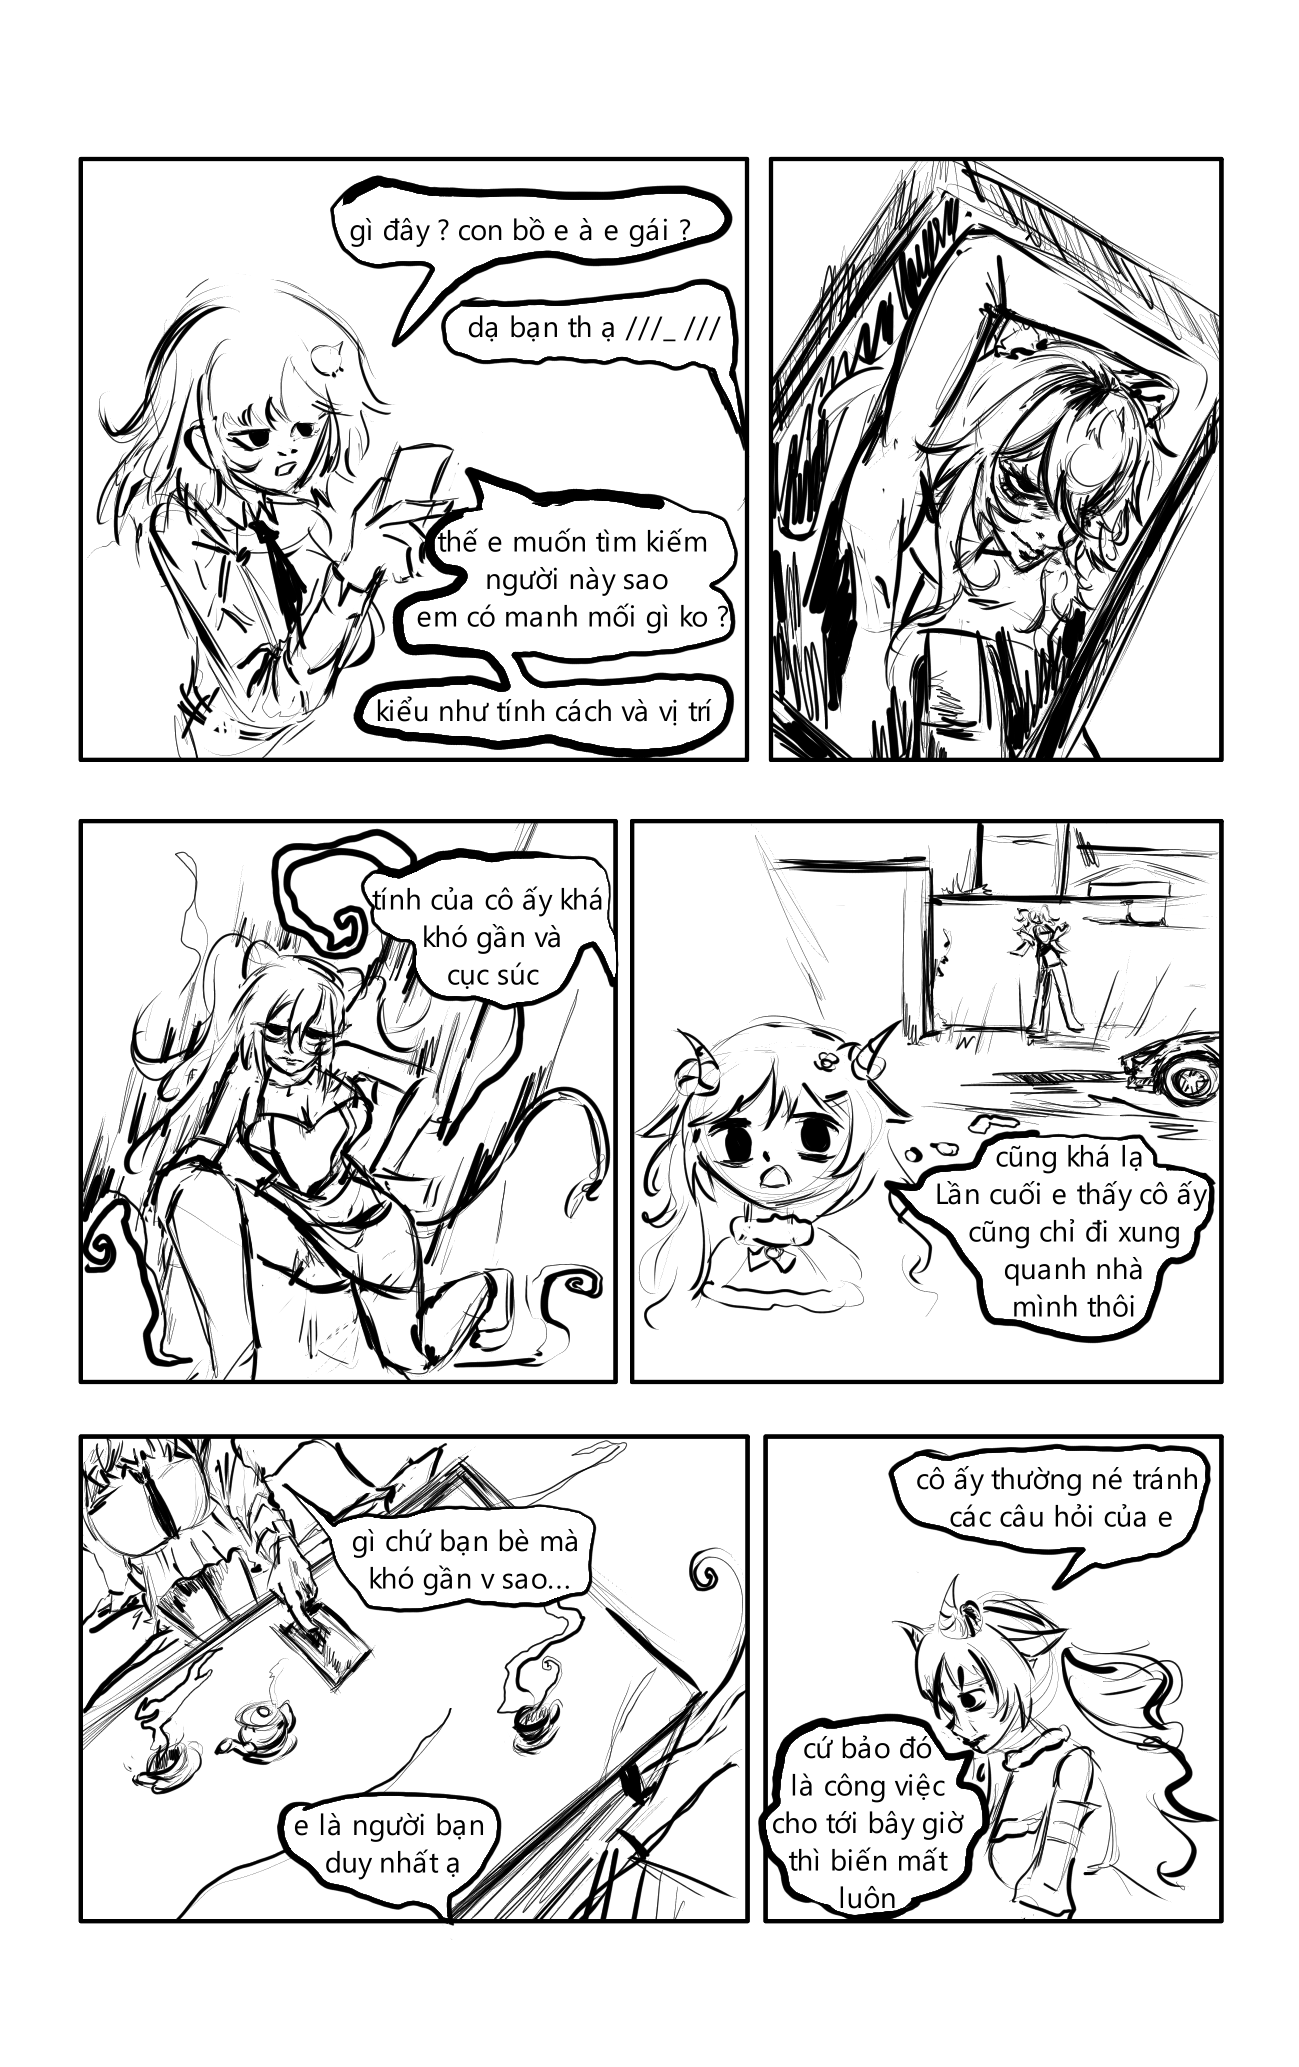 gì đây ? con bồ e à e gái ?
dạ bạn th ạ ///_ ///
thế e muốn tìm kiếm
người này sao
em có manh mối gì ko ?
kiểu như tính cách và vị trí
tính của cô ấy khá
khó gần và
cục súc
cũng khá lạ
Lần cuối e thấy cô ấy
cũng chỉ đi xung
quanh nhà
mình thôi
gì chứ bạn bè mà
khó gần v sao...
e là người bạn
duy nhất ạ
cô ấy thường né tránh
các câu hỏi của e
cứ bảo đó
là công việc
cho tới bây giờ
thì biến mất
luôn